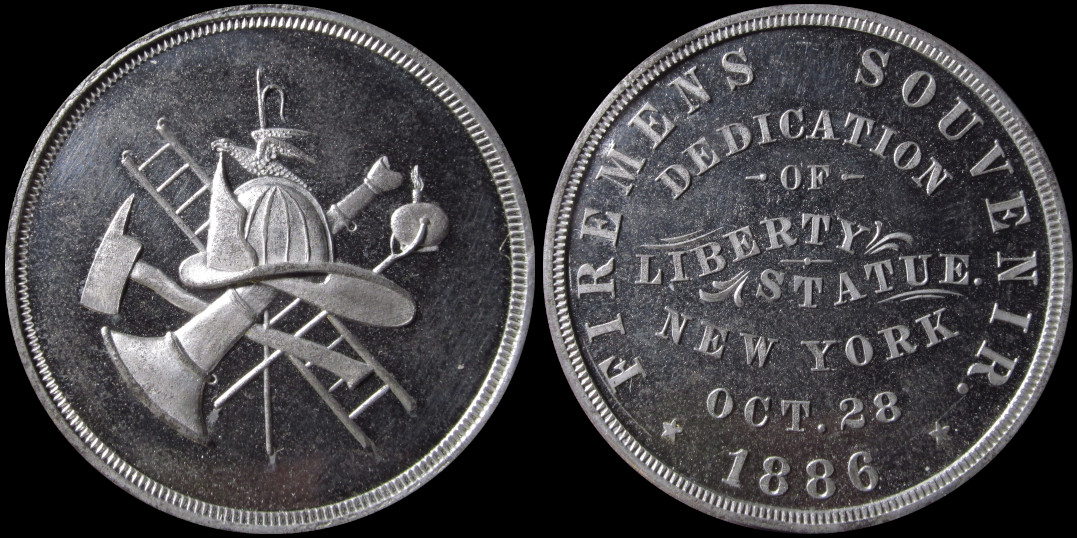 FIREMENS SOUVENIR.
DEDICATION
- OF -
LIBERTY
STATUE.
NEW YORK
OCT. 28
1886